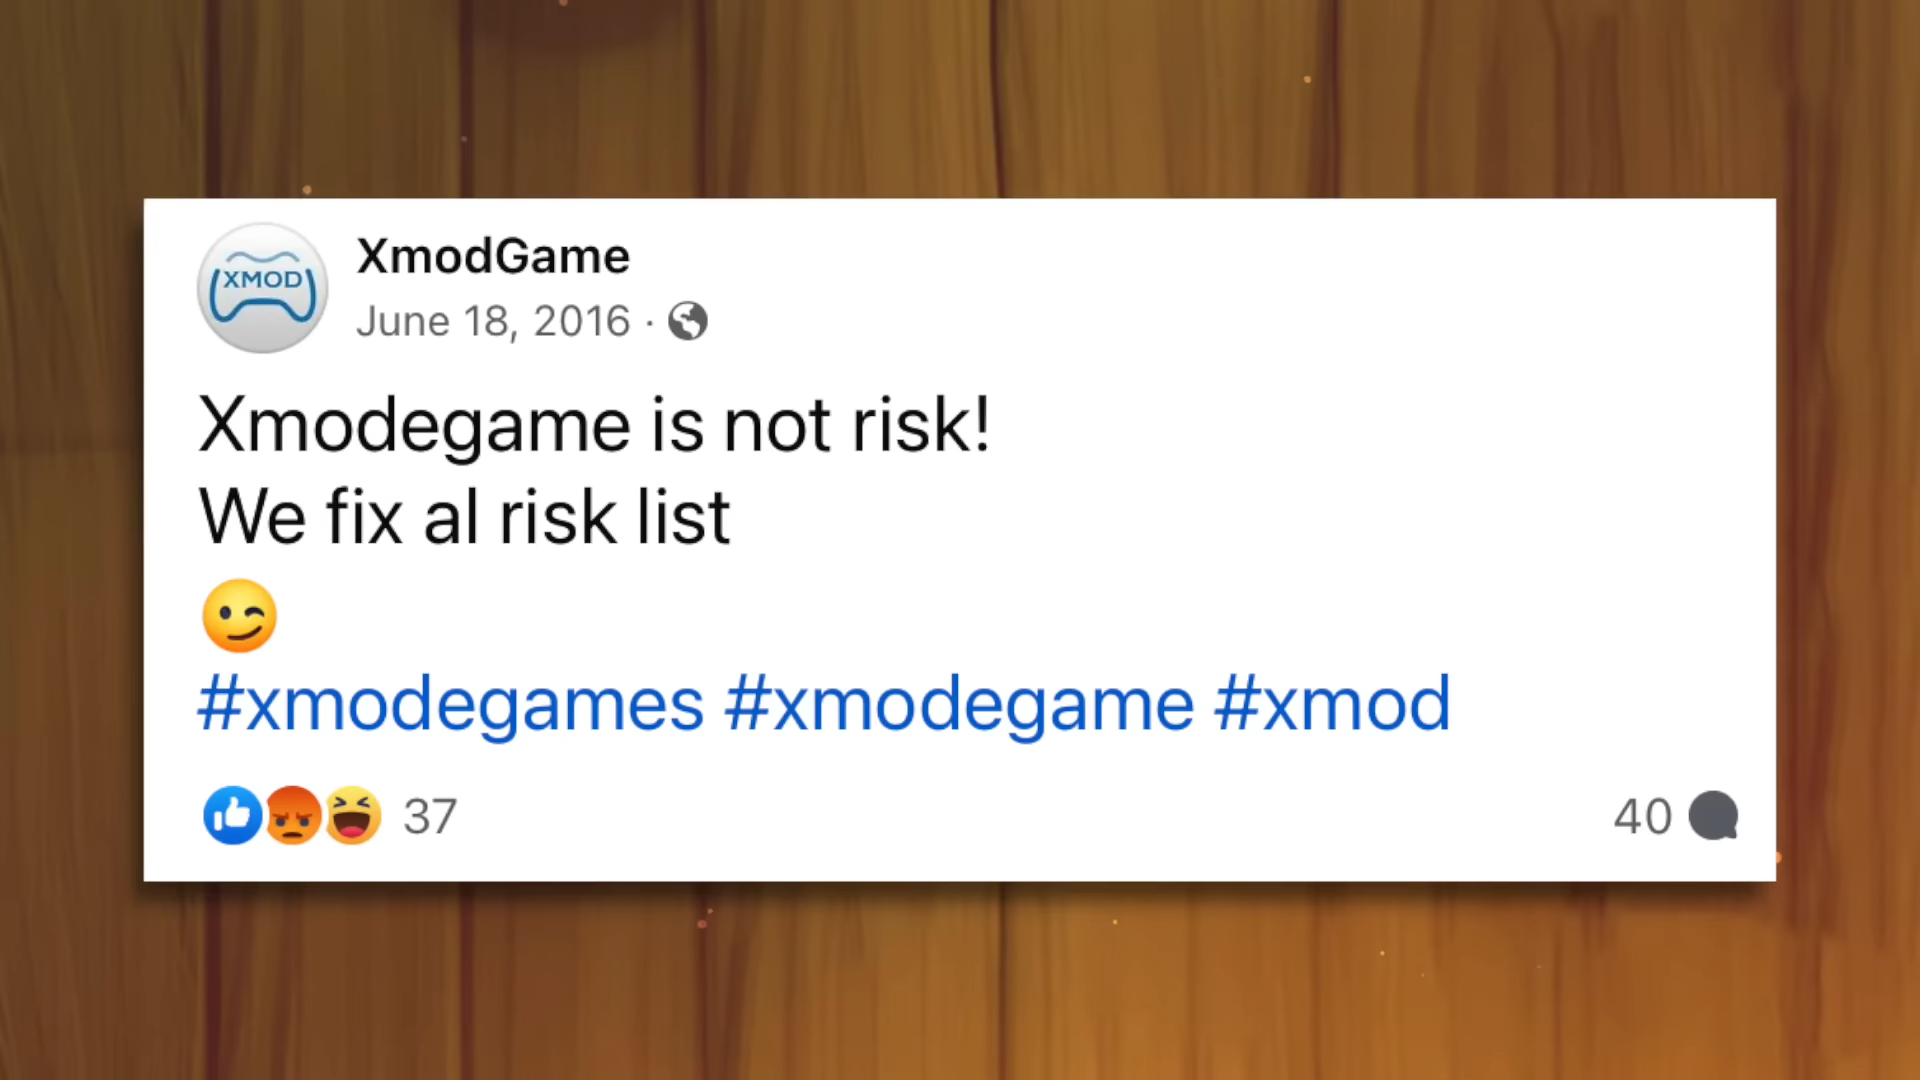 XMOD
XmodGame
June 18, 2016 ·
Xmodegame is not risk!
We fix al risk list
😉
#xmodegames #xmodegame #xmod
37
40